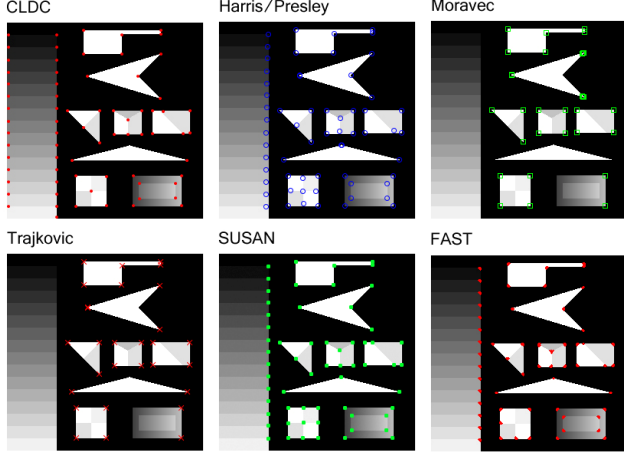 CLDC
Harris/Presley
Moravec
Trajkovic
SUSAN
FAST